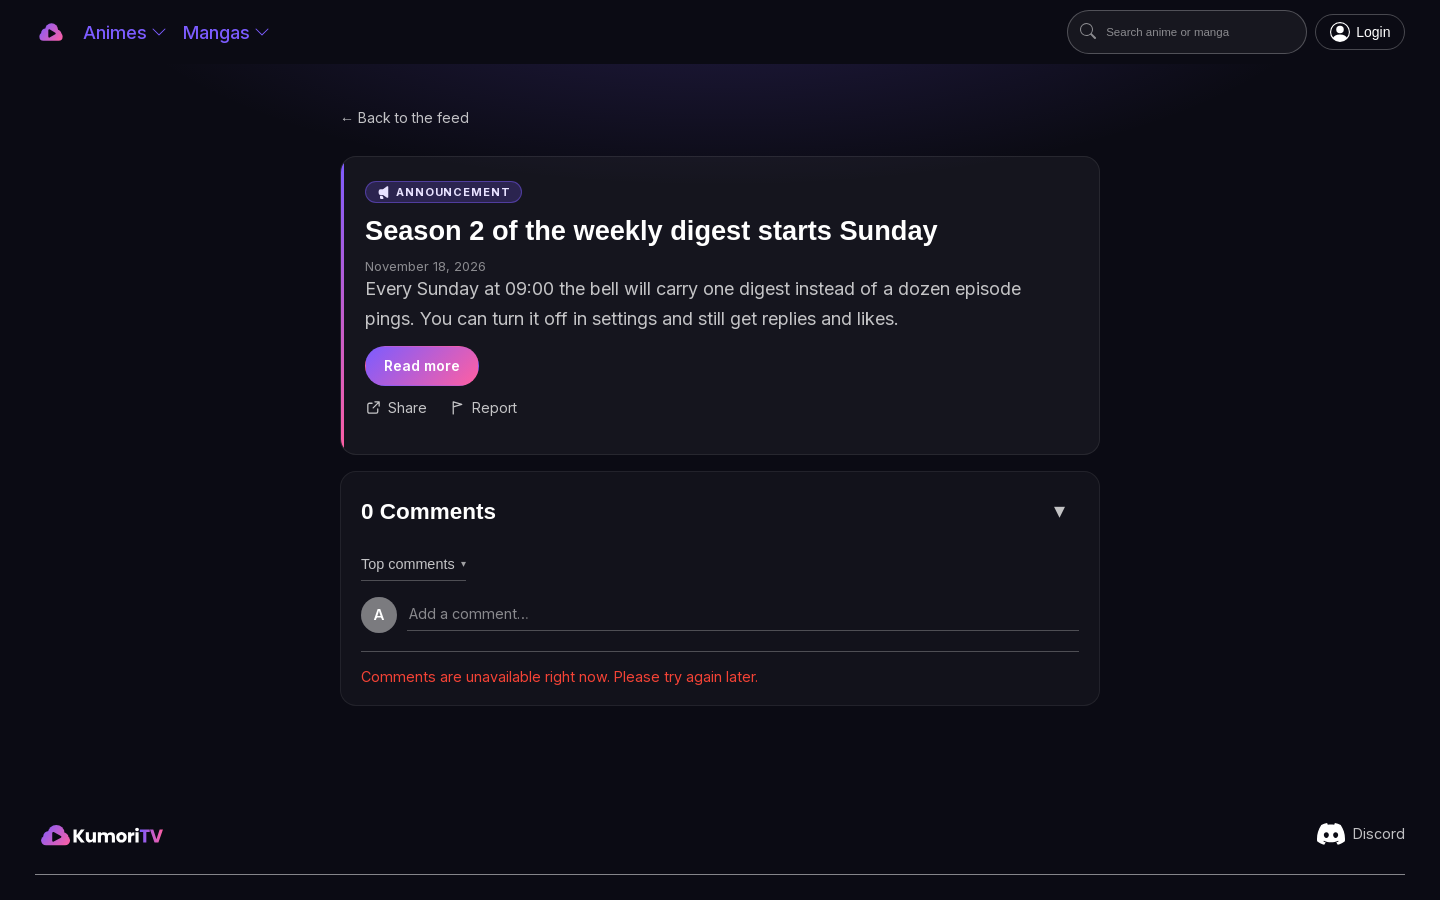 Animes
Mangas
Search anime or manga
Login
← Back to the feed
ANNOUNCEMENT
Season 2 of the weekly digest starts Sunday
November 18, 2026
Every Sunday at 09:00 the bell will carry one digest instead of a dozen episode
pings. You can turn it off in settings and still get replies and likes.
Read more
Share
Report
0 Comments
▼
Top comments ▾
A
Add a comment...
Comments are unavailable right now. Please try again later.
KumoriTV
Discord